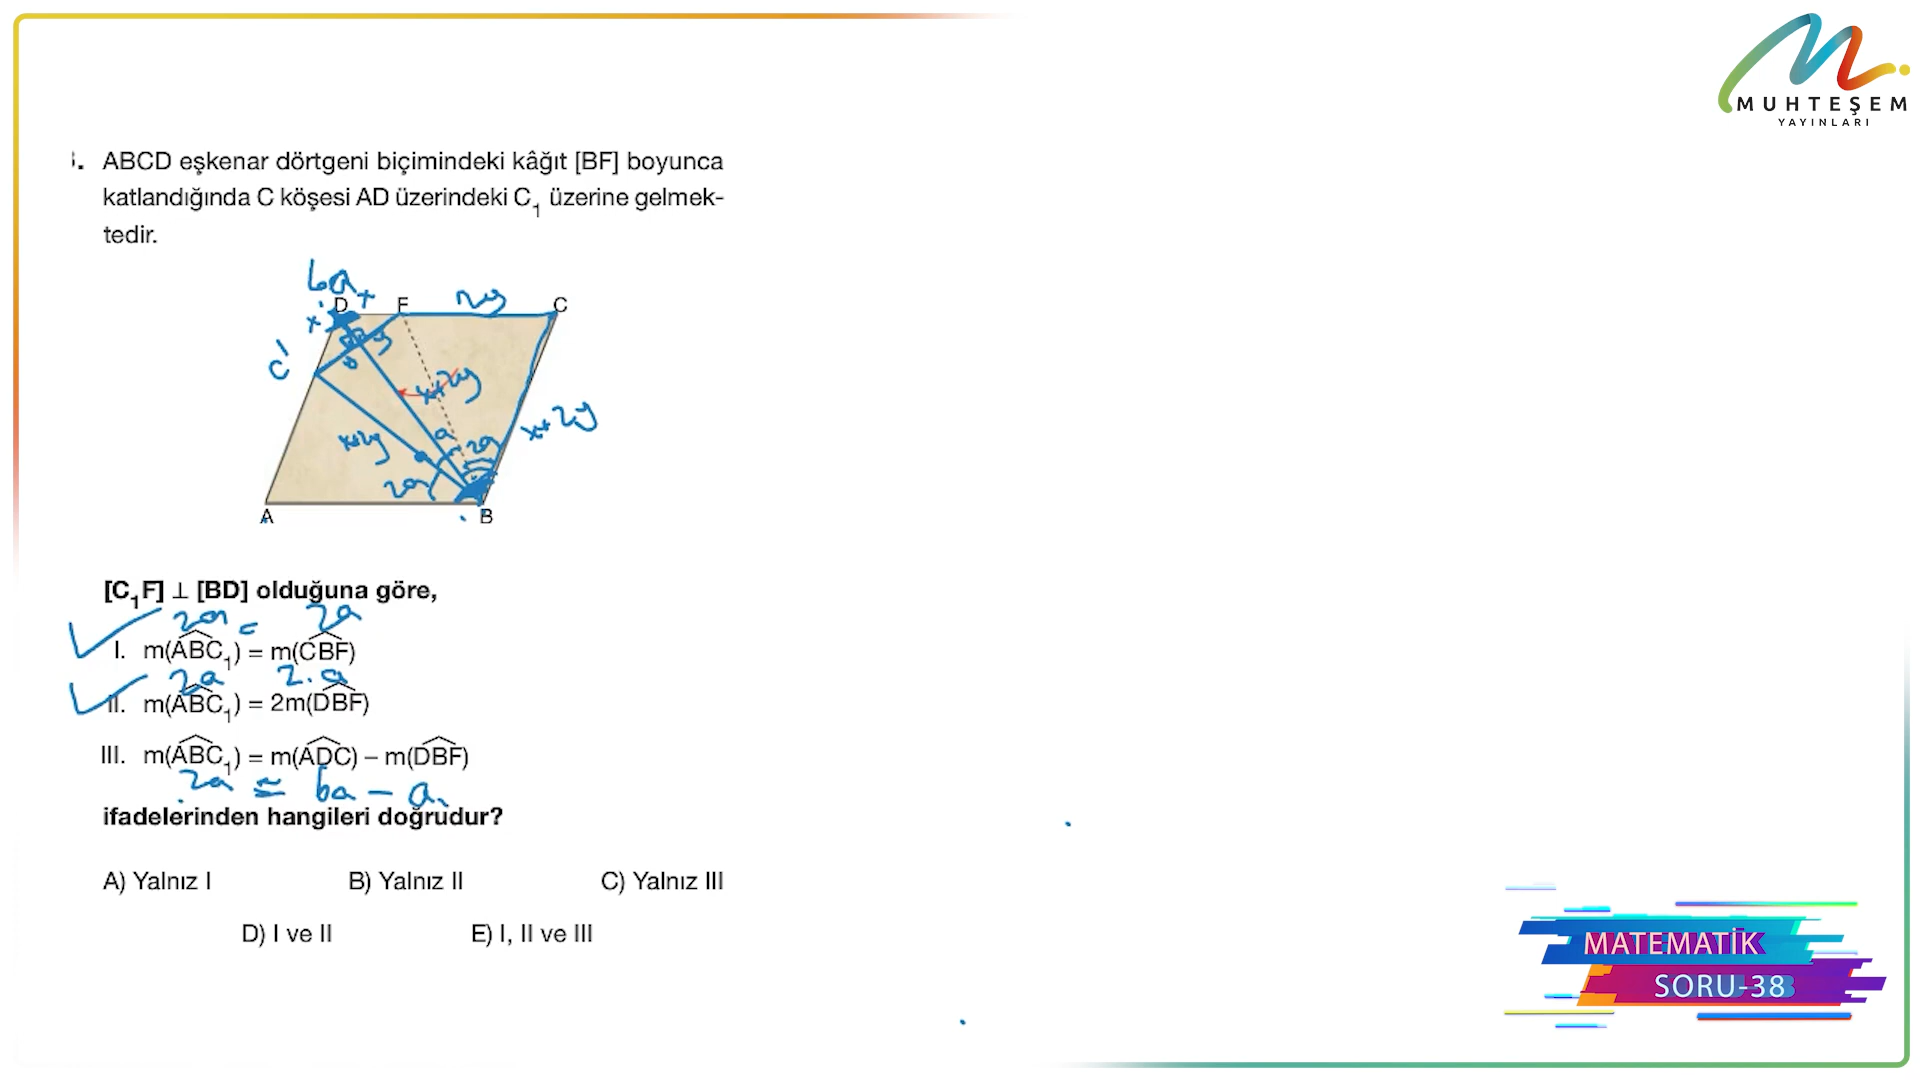 MUHTEŞEM
YAYINLARI
ABCD eşkenar dörtgeni biçimindeki kâğıt [BF] boyunca
katlandığında C köşesi AD üzerindeki C₁ üzerine gelmek-
tedir.
6a
x
D
F
2y
C
x
y
C'
x+2y
x+2y
x+2y
a
2a
2a
A
B
[C₁F] ⊥ [BD] olduğuna göre,
2a = 2a
I. m(ABC₁) = m(CBF)
2a 2.a
II. m(ABC₁) = 2m(DBF)
III. m(ABC₁) = m(ADC) – m(DBF)
2a = 6a – a
ifadelerinden hangileri doğrudur?
A) Yalnız I B) Yalnız II C) Yalnız III
D) I ve II E) I, II ve III
MATEMATİK
SORU-38